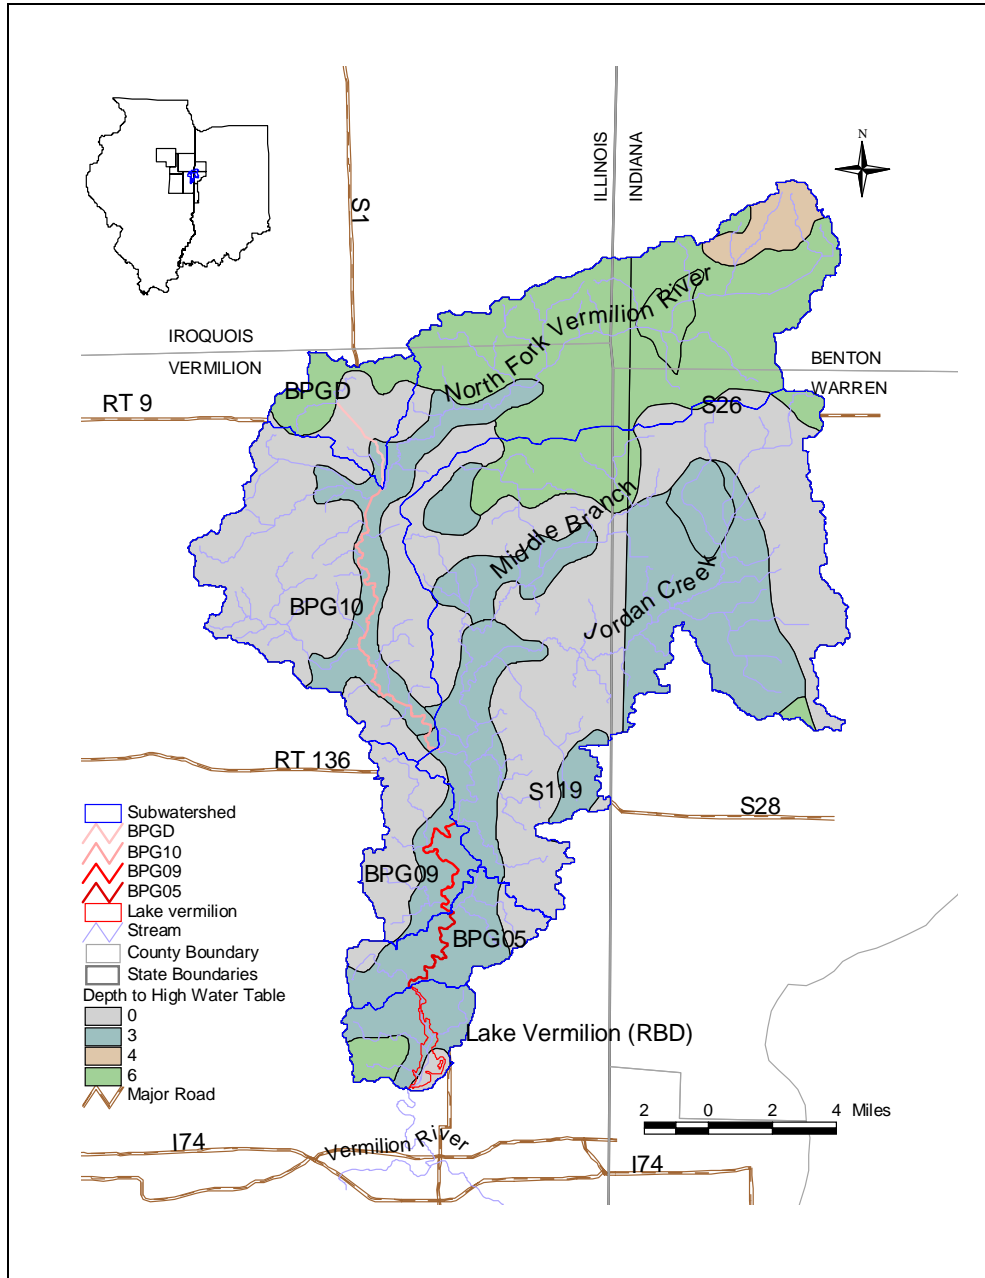 N
ILLINOIS
INDIANA
S1
North Fork Vermilion River
IROQUOIS
VERMILION
BENTON
WARREN
BPGD
RT 9
S26
Middle Branch
Jordan Creek
BPG10
RT 136
S119
S28
Subwatershed
BPGD
BPG10
BPG09
BPG05
Lake vermilion
Stream
County Boundary
State Boundaries
Depth to High Water Table
0
3
4
6
Major Road
BPG09
BPG05
Lake Vermilion (RBD)
2 0 2 4 Miles
I74
Vermilion River
I74